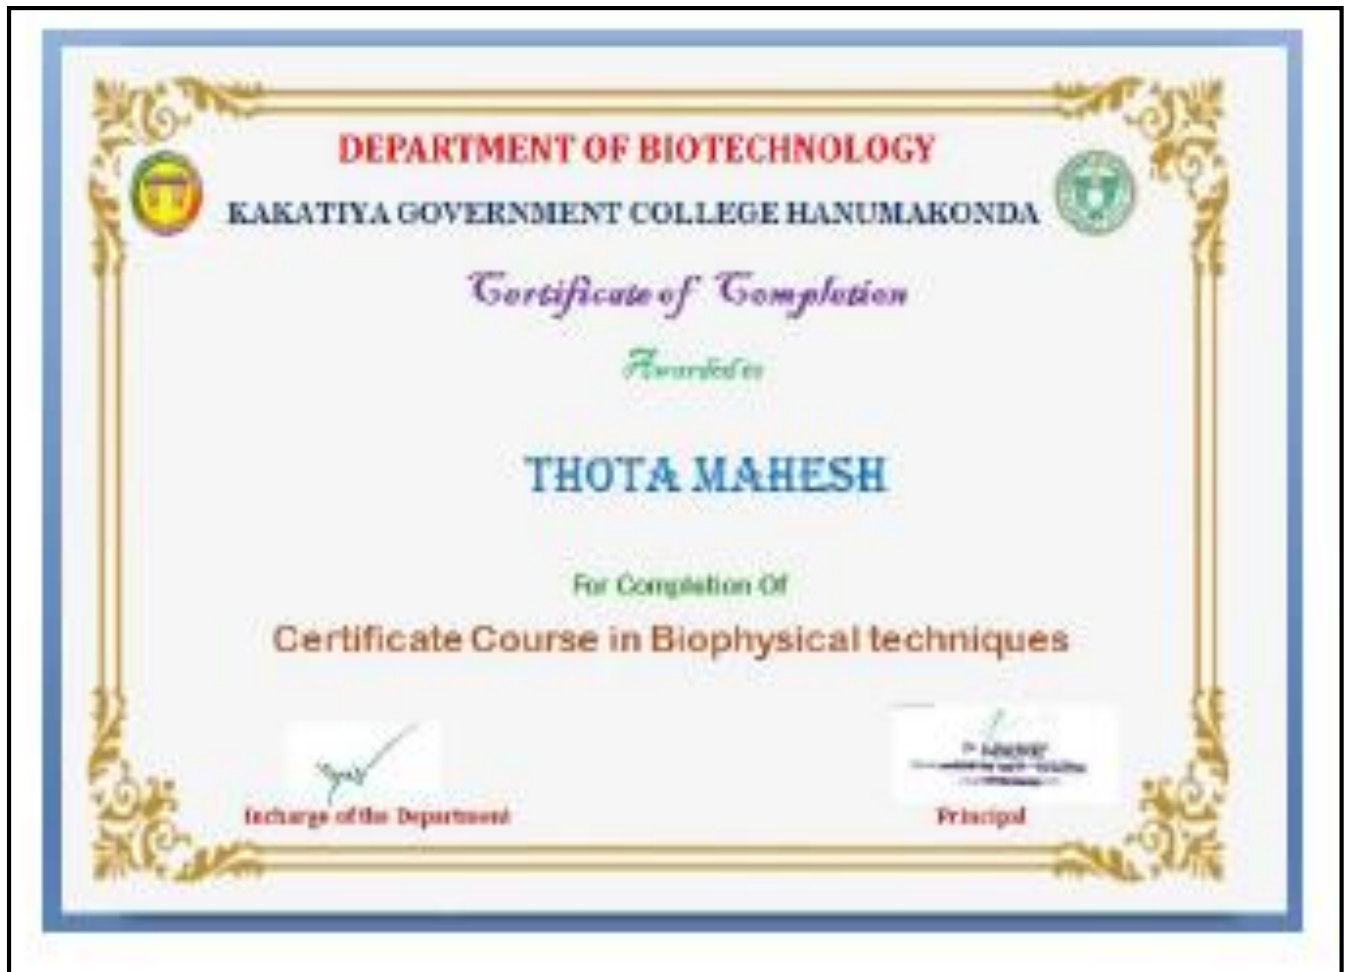 DEPARTMENT OF BIOTECHNOLOGY
KAKATIYA GOVERNMENT COLLEGE HANUMAKONDA
Certificate of Completion
Awarded to
THOTA MAHESH
For Completion Of
Certificate Course in Biophysical techniques
Incharge of the Department
Principal